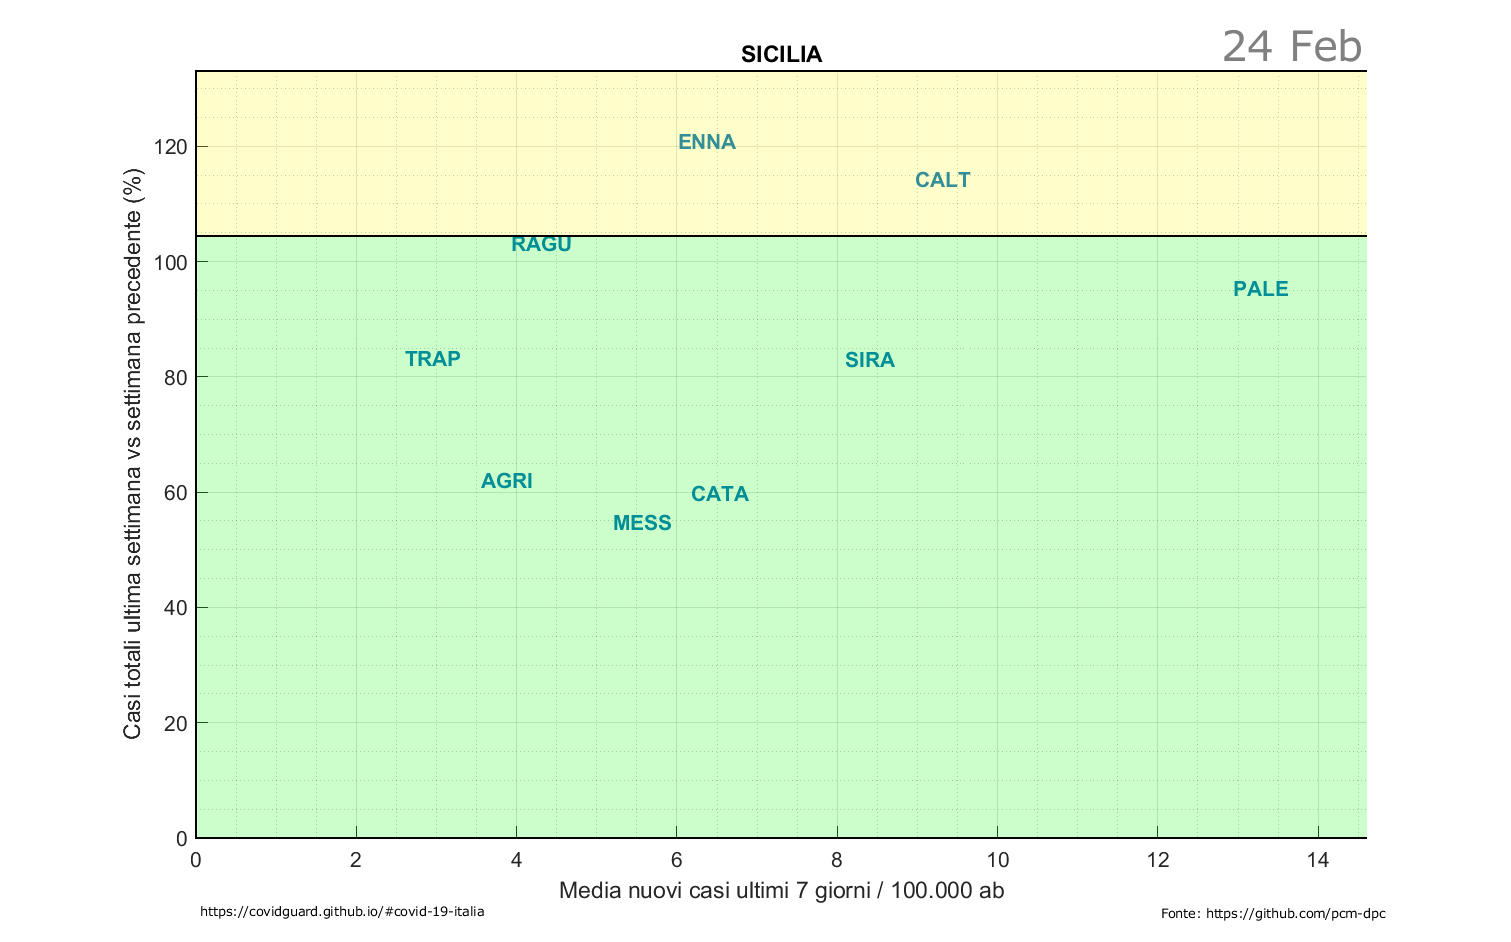 24 Feb
SICILIA
Casi totali ultima settimana vs settimana precedente (%)
120
100
80
60
40
20
0
ENNA
CALT
RAGU
PALE
TRAP
SIRA
AGRI
CATA
MESS
0 2 4 6 8 10 12 14
Media nuovi casi ultimi 7 giorni / 100.000 ab
https://covidguard.github.io/#covid-19-italia
Fonte: https://github.com/pcm-dpc